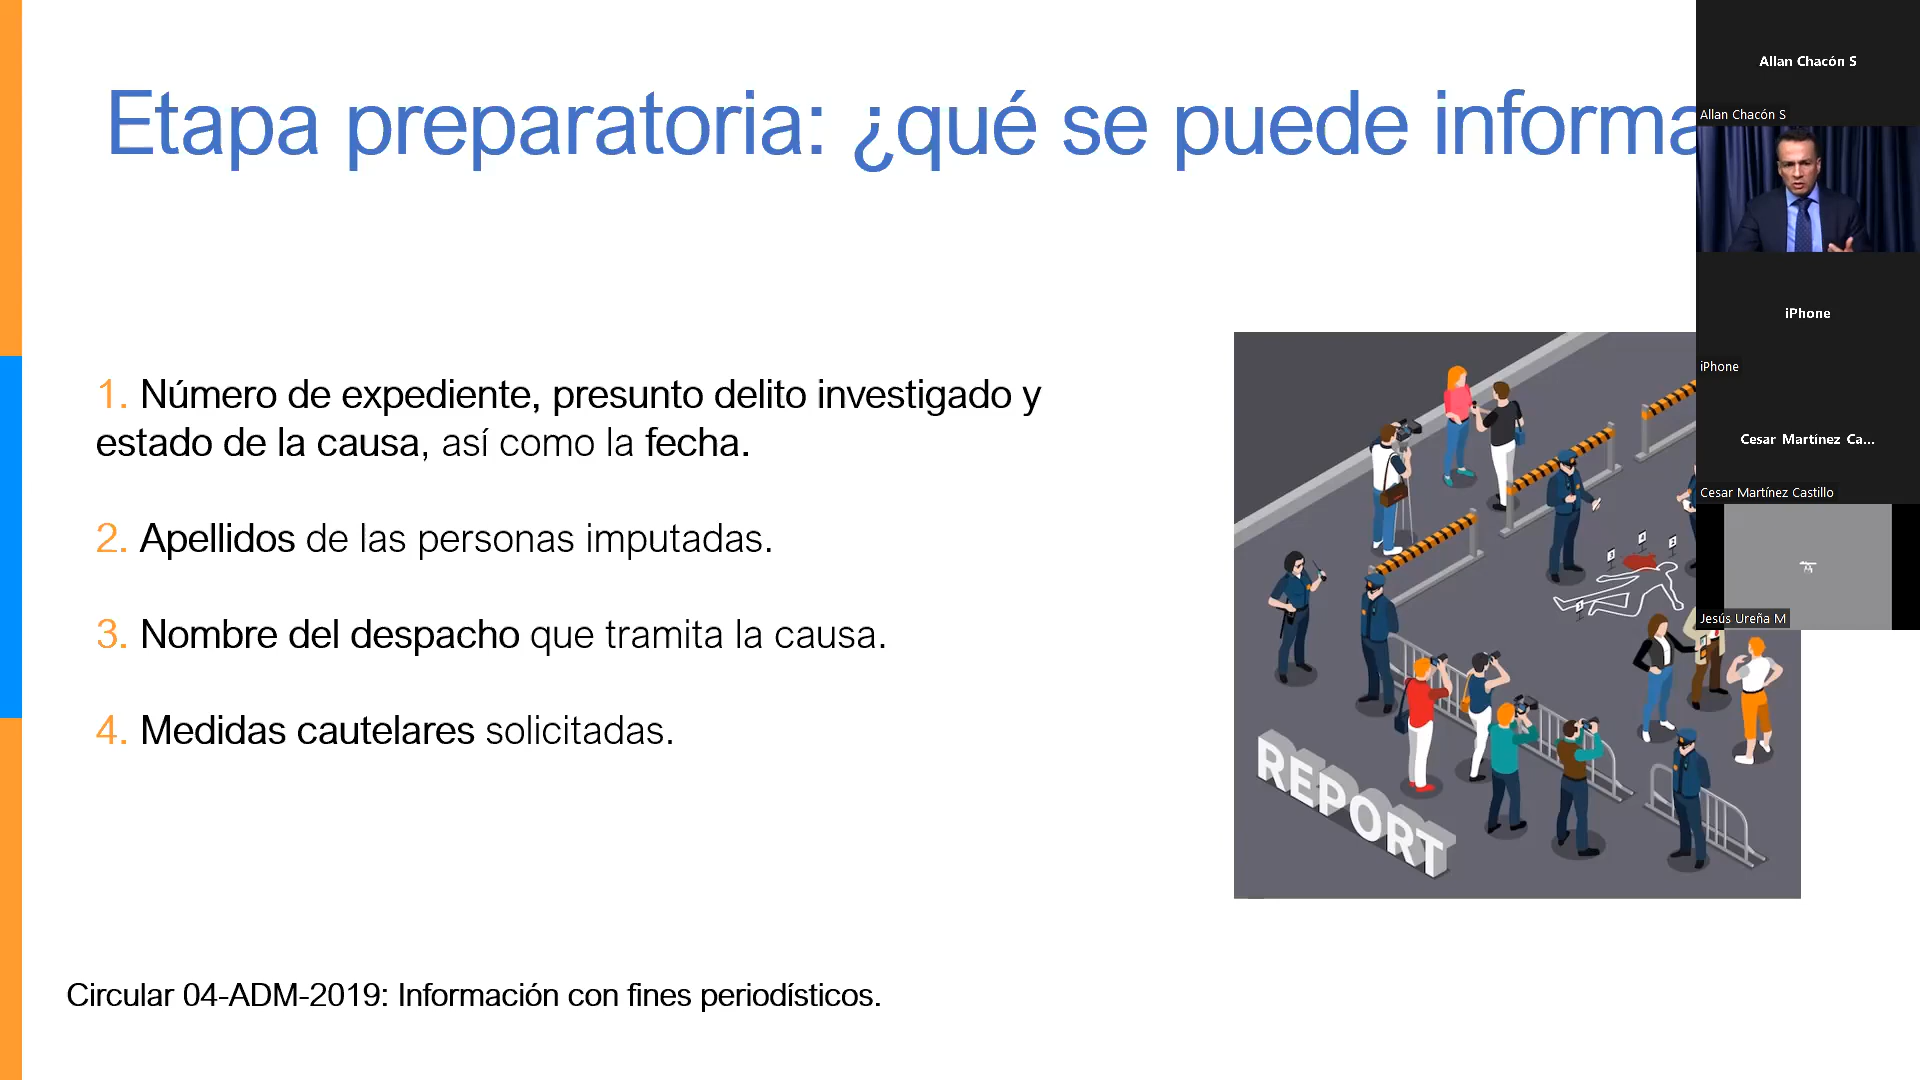 Etapa preparatoria: ¿qué se puede informa
1. Número de expediente, presunto delito investigado y
estado de la causa, así como la fecha.
2. Apellidos de las personas imputadas.
3. Nombre del despacho que tramita la causa.
4. Medidas cautelares solicitadas.
REPORT
Circular 04-ADM-2019: Información con fines periodísticos.
Allan Chacón S
Allan Chacón S
iPhone
iPhone
Cesar Martínez Ca...
Cesar Martínez Castillo
Jesús Ureña M